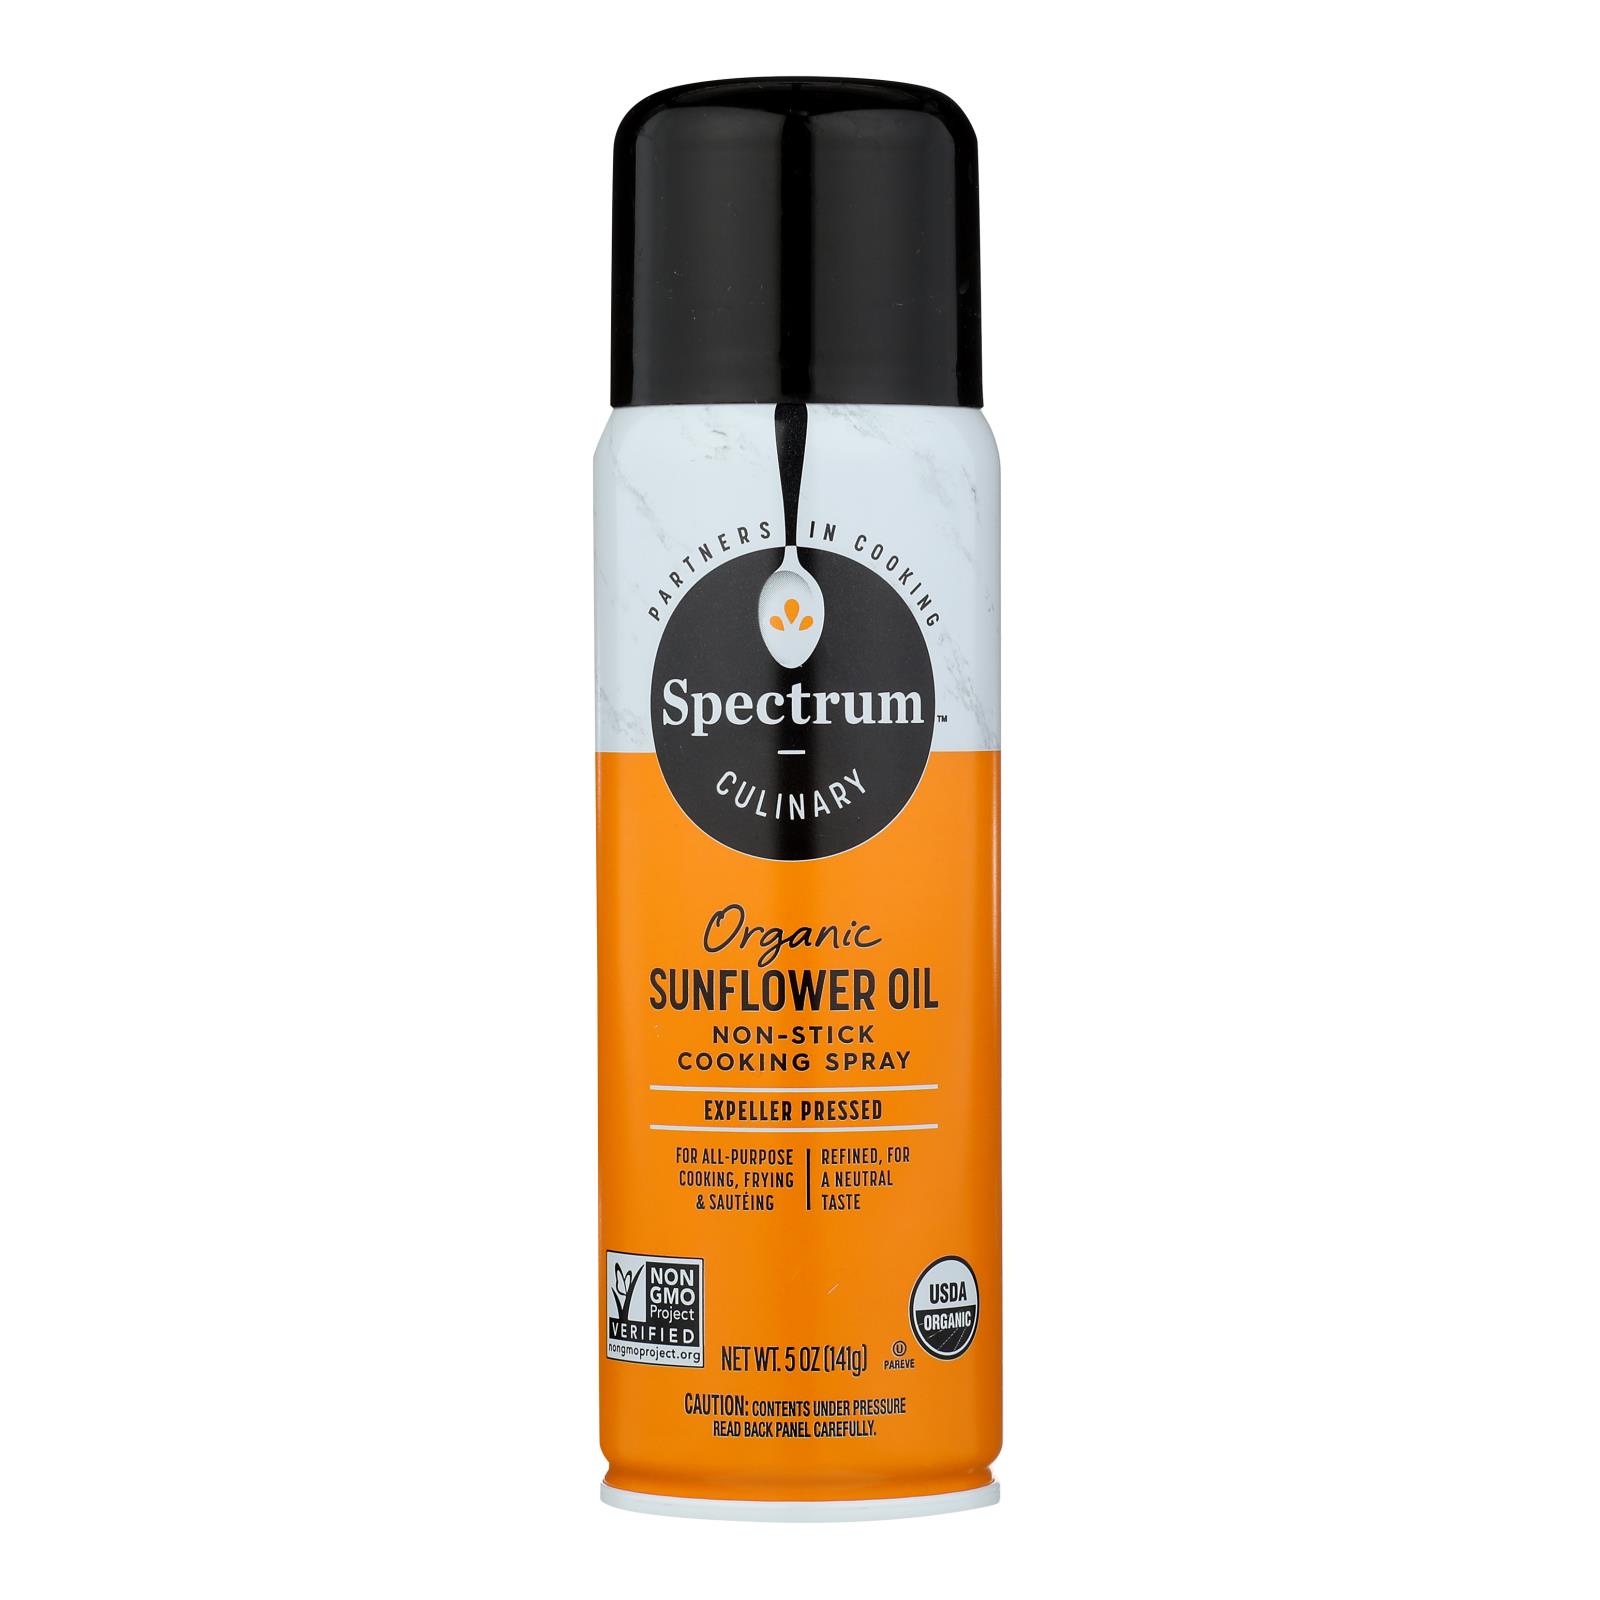 PARTNERS IN COOKING
Spectrum™
CULINARY
Organic
SUNFLOWER OIL
NON-STICK
COOKING SPRAY
EXPELLER PRESSED
FOR ALL-PURPOSE
COOKING, FRYING
& SAUTÉING
REFINED, FOR
A NEUTRAL
TASTE
NON
GMO
Project
VERIFIED
nongmoproject.org
USDA
ORGANIC
NET WT. 5 OZ (141g)
U
PAREVE
CAUTION: CONTENTS UNDER PRESSURE
READ BACK PANEL CAREFULLY.